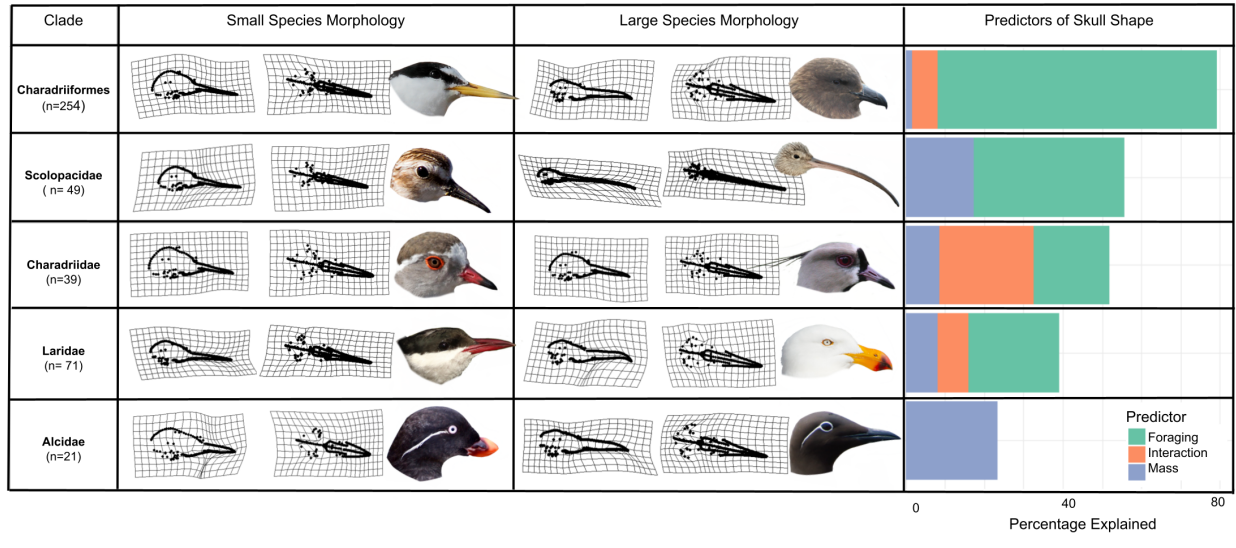 Clade
Small Species Morphology
Large Species Morphology
Predictors of Skull Shape
Charadriiformes
(n=254)
Scolopacidae
( n= 49)
Charadriidae
(n=39)
Laridae
(n= 71)
Alcidae
(n=21)
Predictor
Foraging
Interaction
Mass
0
40
80
Percentage Explained